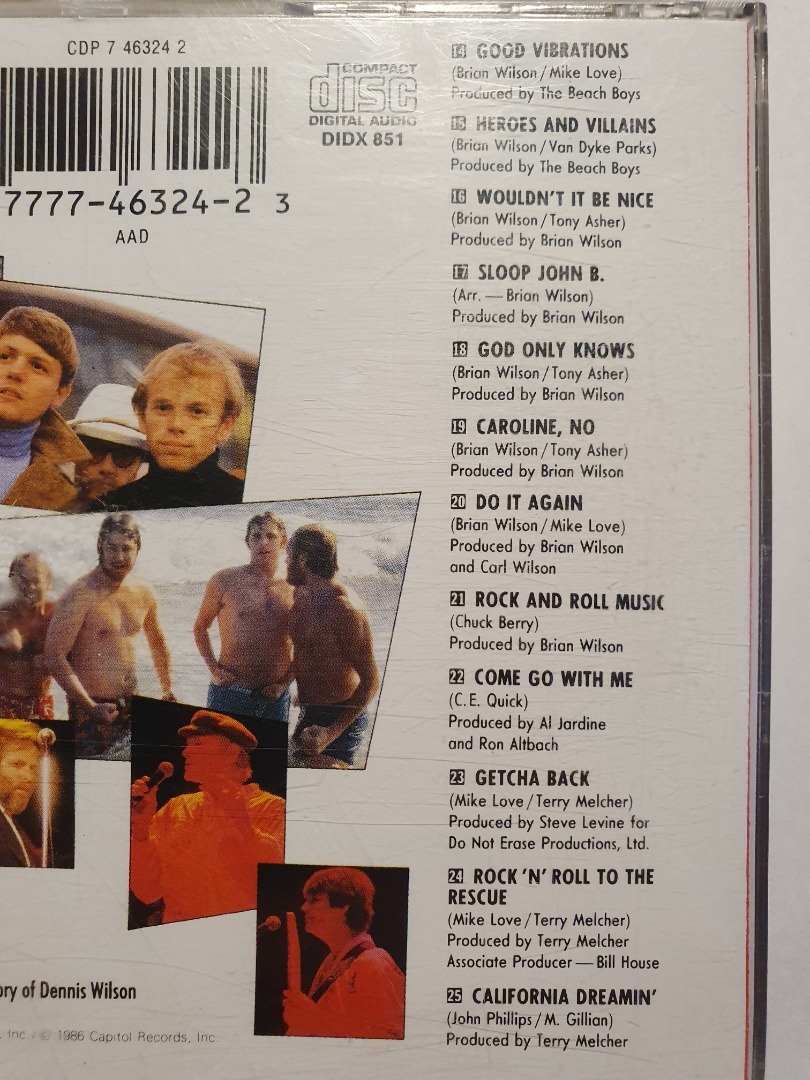 CDP 7 46324 2
7777-46324-2 3
AAD
COMPACT
disc
DIGITAL AUDIO
DIDX 851
14 GOOD VIBRATIONS
(Brian Wilson/Mike Love)
Produced by The Beach Boys
15 HEROES AND VILLAINS
(Brian Wilson/Van Dyke Parks)
Produced by The Beach Boys
16 WOULDN'T IT BE NICE
(Brian Wilson/Tony Asher)
Produced by Brian Wilson
17 SLOOP JOHN B.
(Arr. — Brian Wilson)
Produced by Brian Wilson
18 GOD ONLY KNOWS
(Brian Wilson/Tony Asher)
Produced by Brian Wilson
19 CAROLINE, NO
(Brian Wilson/Tony Asher)
Produced by Brian Wilson
20 DO IT AGAIN
(Brian Wilson/Mike Love)
Produced by Brian Wilson
and Carl Wilson
21 ROCK AND ROLL MUSIC
(Chuck Berry)
Produced by Brian Wilson
22 COME GO WITH ME
(C.E. Quick)
Produced by Al Jardine
and Ron Altbach
23 GETCHA BACK
(Mike Love/Terry Melcher)
Produced by Steve Levine for
Do Not Erase Productions, Ltd.
24 ROCK 'N' ROLL TO THE
RESCUE
(Mike Love/Terry Melcher)
Produced by Terry Melcher
Associate Producer — Bill House
25 CALIFORNIA DREAMIN'
(John Phillips/M. Gillian)
Produced by Terry Melcher
ory of Dennis Wilson
, Inc./© 1986 Capitol Records, Inc.